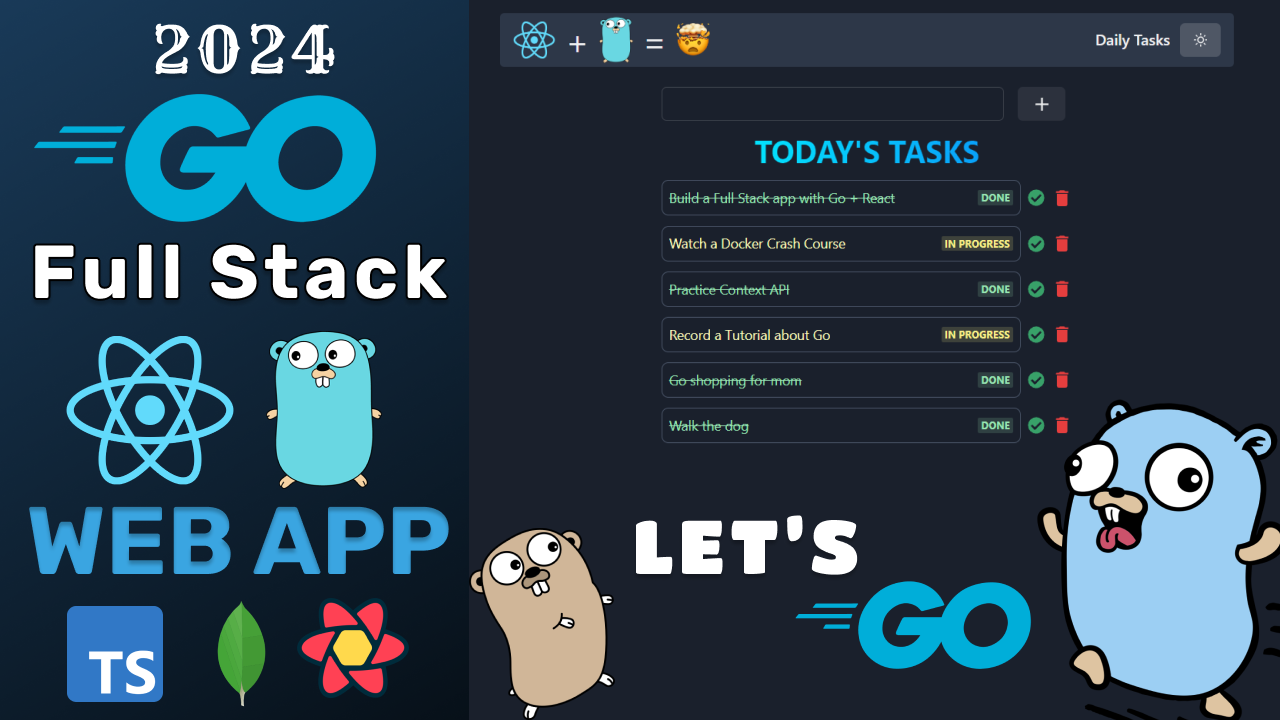 2024
GO
Full Stack
WEB APP
TS
+ = 
Daily Tasks
+
TODAY'S TASKS
Build a Full Stack app with Go + React DONE
Watch a Docker Crash Course IN PROGRESS
Practice Context API DONE
Record a Tutorial about Go IN PROGRESS
Go shopping for mom DONE
Walk the dog DONE
LET'S
GO